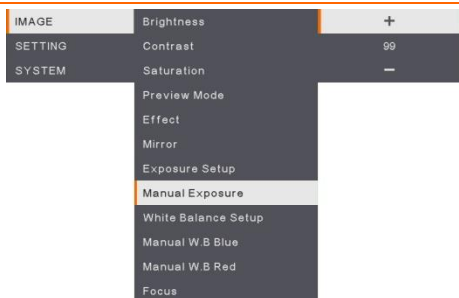 IMAGE
SETTING
SYSTEM
Brightness
Contrast
Saturation
Preview Mode
Effect
Mirror
Exposure Setup
Manual Exposure
White Balance Setup
Manual W.B Blue
Manual W.B Red
Focus
+
99
−